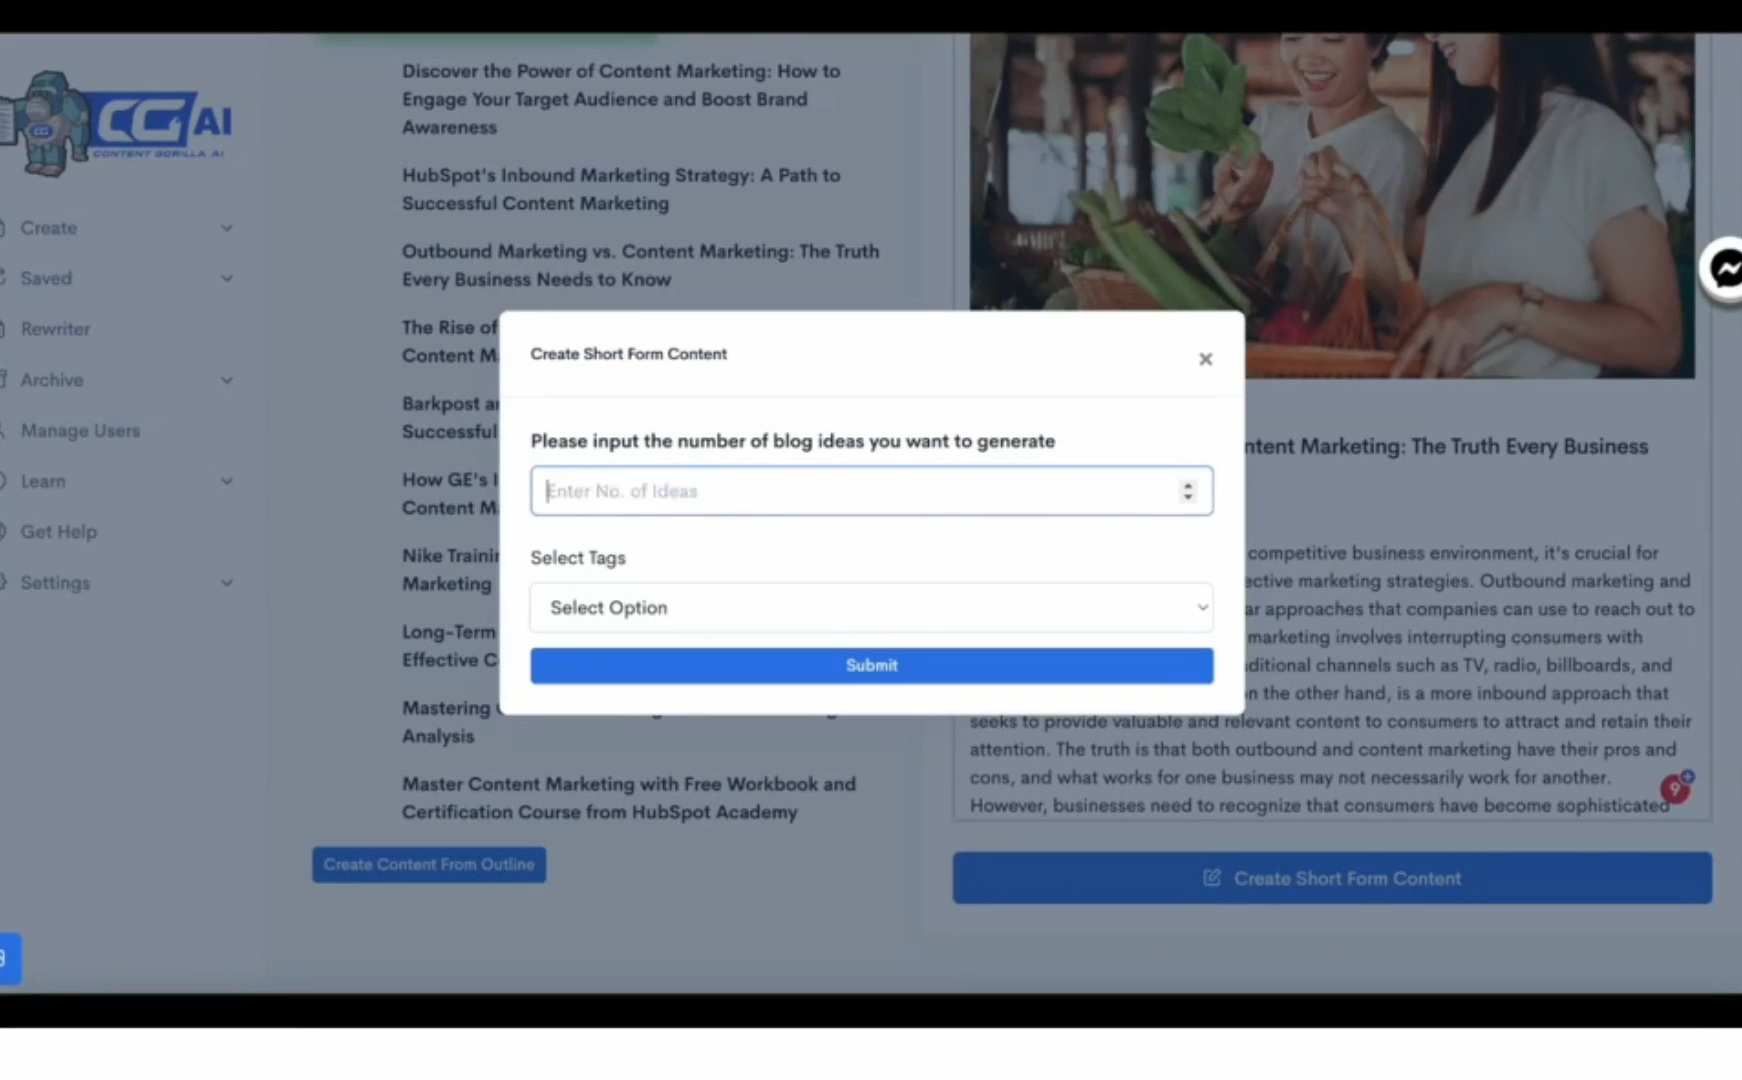 CG AI
CONTENT GORILLA AI
CG
Create
Saved
Rewriter
Archive
Manage Users
Learn
Get Help
Settings
Discover the Power of Content Marketing: How to
Engage Your Target Audience and Boost Brand
Awareness
HubSpot's Inbound Marketing Strategy: A Path to
Successful Content Marketing
Outbound Marketing vs. Content Marketing: The Truth
Every Business Needs to Know
The Rise of
Content M
Barkpost
Successful
How GE's
Content M
Nike
Marketing
Long-Term
Effective C
Mastering
Analysis
Master Content Marketing with Free Workbook and
Certification Course from HubSpot Academy
Create Content From Outline
Create Short Form Content
×
Please input the number of blog ideas you want to generate
Enter No. of Ideas
Select Tags
Select Option
Submit
ntent Marketing: The Truth Every Business
competitive business environment, it's crucial for
ective marketing strategies. Outbound marketing and
ar approaches that companies can use to reach out to
marketing involves interrupting consumers with
ditional channels such as TV, radio, billboards, and
n the other hand, is a more inbound approach that
seeks to provide valuable and relevant content to consumers to attract and retain their
attention. The truth is that both outbound and content marketing have their pros and
cons, and what works for one business may not necessarily work for another.
However, businesses need to recognize that consumers have become sophisticated
9
Create Short Form Content